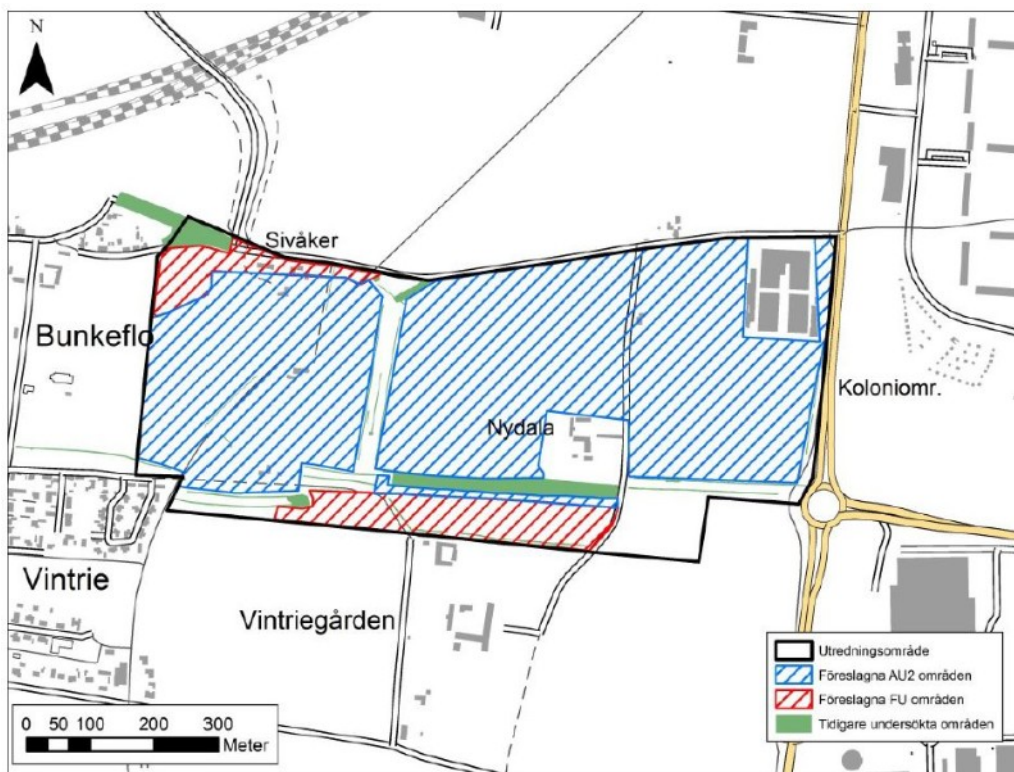 N
Sivåker
Bunkeflo
Koloniomr.
Nydala
Vintrie
Vintriegården
Utredningsområde
Föreslagna AU2 områden
Föreslagna FU områden
Tidigare undersökta områden
0 50 100 200 300
Meter